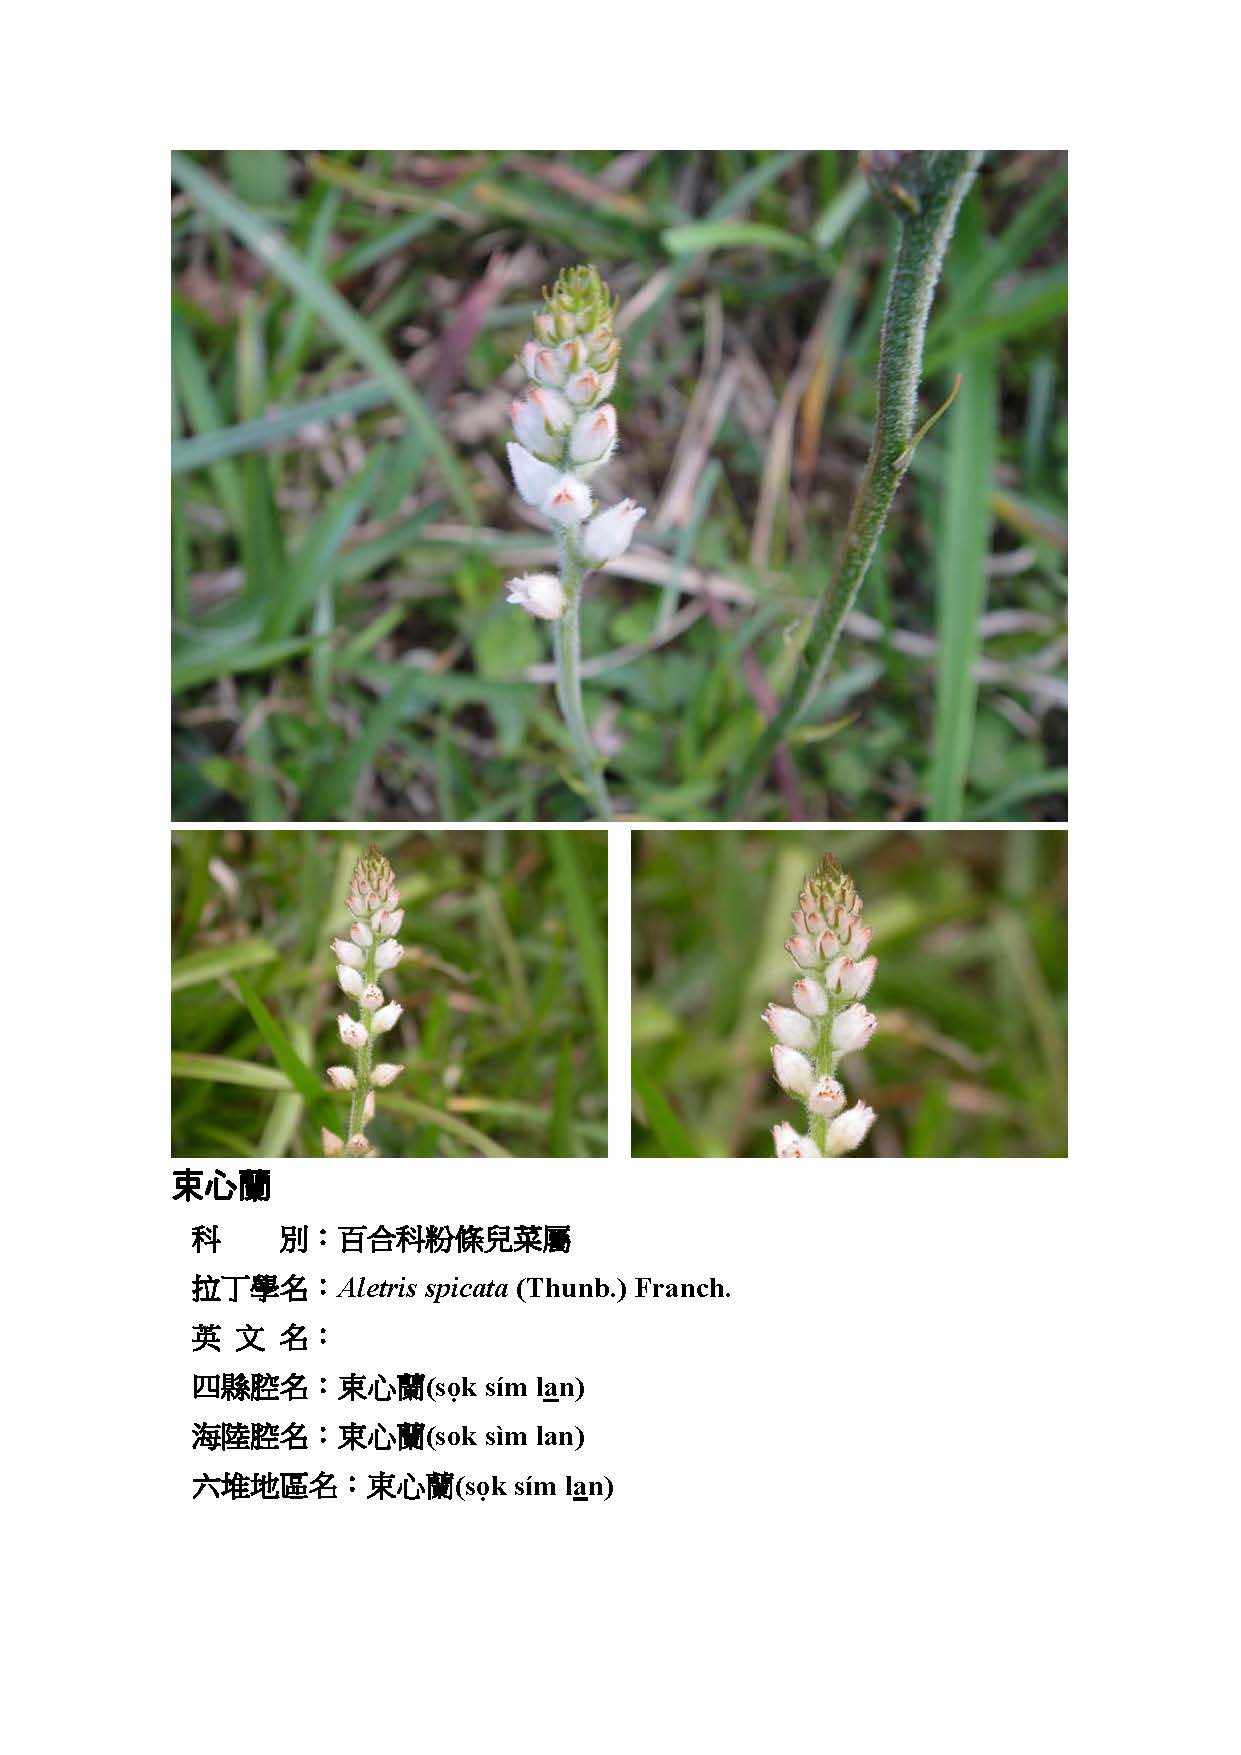 束心蘭
科　　別：百合科粉條兒菜屬
拉丁學名：Aletris spicata (Thunb.) Franch.
英 文 名：
四縣腔名：束心蘭(sọk sím la̲n)
海陸腔名：束心蘭(sok sìm lan)
六堆地區名：束心蘭(sọk sím la̲n)